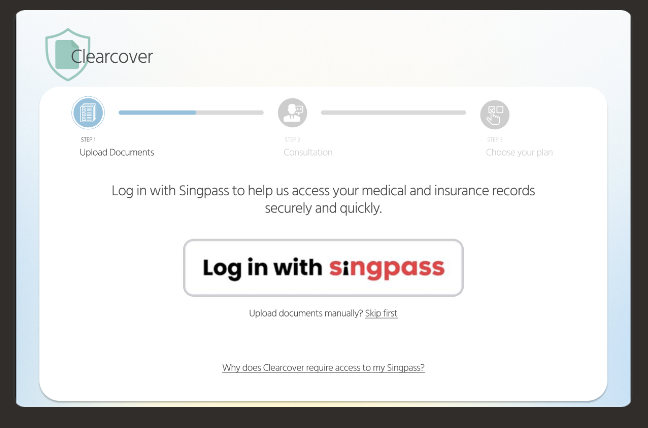 Clearcover
STEP 1
Upload Documents
STEP 2
Consultation
STEP 3
Choose your plan
Log in with Singpass to help us access your medical and insurance records
securely and quickly.
Log in with singpass
Upload documents manually? Skip first
Why does Clearcover require access to my Singpass?